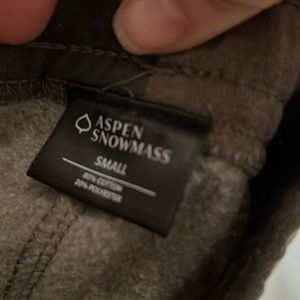 ASPEN
SNOWMASS
SMALL
80% COTTON
20% POLYESTER